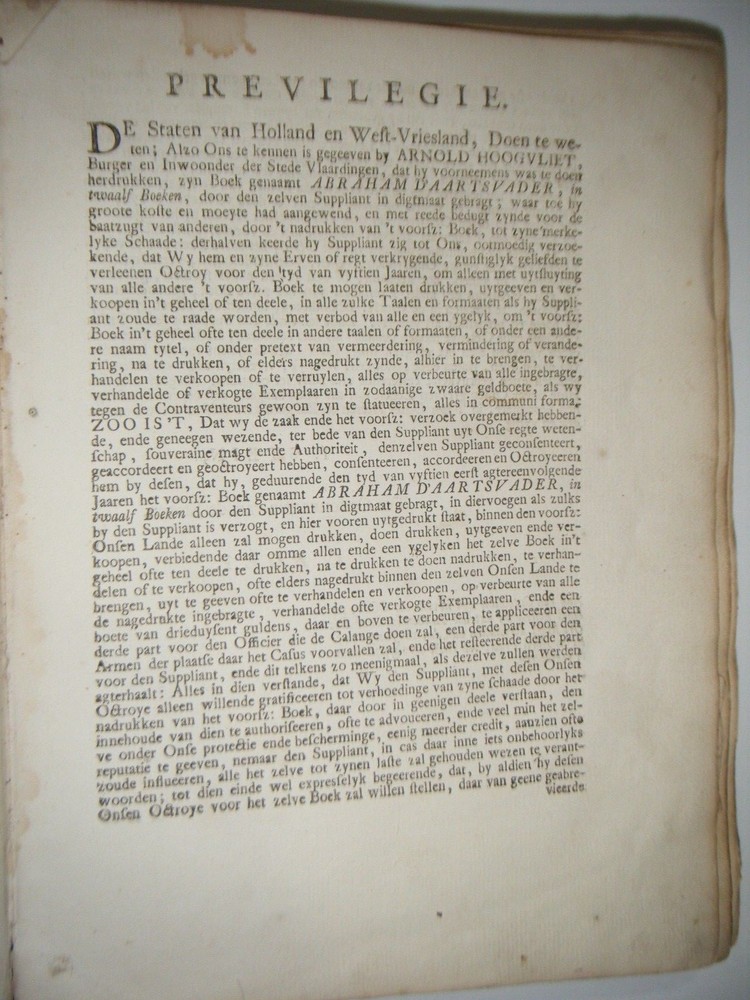 PREVILEGIE.
DE Staten van Holland en Weſt-Vriesland, Doen te we-
ten; Alzo Ons te kennen is gegeeven by ARNOLD HOOGVLIET,
Burger en Inwoonder der Stede Vlaardingen, dat hy voorneemens was te doen
herdrukken, zyn Boek genaamt ABRAHAM D'AARTSVADER, in
twaalf Boeken, door den zelven Suppliant in digtmaat gebragt; waar toe hy
groote koſte en moeyte had aangewend, en met reede bedugt zynde voor de
baatzugt van anderen, door 't nadrukken van 't voorſz: Boek, tot zyne merke-
lyke Schaade: derhalven keerde hy Suppliant zig tot Ons, ootmoedig verzoe-
kende, dat Wy hem en zyne Erven of regt verkrygende, gunſtiglyk geliefden te
verleenen Octroy voor den tyd van vyftien Jaaren, om alleen met uytſluyting
van alle andere 't voorſz. Boek te mogen laaten drukken, uytgeeven en ver-
koopen in't geheel of ten deele, in alle zulke Taalen en formaaten als hy Suppli-
ant zoude te raade worden, met verbod van alle en een ygelyk, om 't voorſz:
Boek in't geheel ofte ten deele in andere taalen of formaaten, of onder een ande-
re naam tytel, of onder pretext van vermeerdering, vermindering of verande-
ring, na te drukken, of elders nagedrukt zynde, alhier in te brengen, te ver-
handelen te verkoopen of te verruylen, alles op verbeurte van alle ingebragte,
verhandelde of verkogte Exemplaaren in zodaanige zwaare geldboete, als wy
tegen de Contraventeurs gewoon zyn te ſtatueeren, alles in communi forma;
ZOO IS'T, Dat wy de zaak ende het voorſz: verzoek overgemerkt hebben-
de, ende geneegen wezende, ter bede van den Suppliant uyt Onſe regte weten-
ſchap, ſouveraine magt ende Authoriteit, denzelven Suppliant geconſenteert,
geaccordeert en geöctroyeert hebben, conſenteeren, accordeeren en Octroyeeren
hem by deſen, dat hy, geduurende den tyd van vyftien eerſt agtereenvolgende
Jaaren het voorſz: Boek genaamt ABRAHAM D'AARTSVADER, in
twaalf Boeken door den Suppliant in digtmaat gebragt, in diervoegen als zulks
by den Suppliant is verzogt, en hier vooren uytgedrukt ſtaat, binnen den voorſz:
Onſen Lande alleen zal mogen drukken, doen drukken, uytgeeven ende ver-
koopen, verbiedende daar omme allen ende een ygelyken het zelve Boek in't
geheel ofte ten deele te drukken, na te drukken te doen nadrukken, te verhan-
delen of te verkoopen, ofte elders nagedrukt binnen den zelven Onſen Lande te
brengen, uyt te geeven ofte te verhandelen en verkoopen, op verbeurte van alle
de nagedrukte ingebragte, verhandelde ofte verkogte Exemplaaren, ende een
boete van drieduyſent guldens, daar en boven te verbeuren, te appliceeren een
derde part voor den Officier die de Calange doen zal, een derde part voor den
Armen der plaatſe daar het Caſus voorvallen zal, ende het reſteerende derde part
voor den Suppliant, ende dit telkens zo meenigmaal, als dezelve zullen werden
agterhaalt: Alles in dien verſtande, dat Wy den Suppliant, met deſen Onſen
Octroye alleen willende gratificeeren tot verhoedinge van zyne ſchaade door het
nadrukken van het voorſz: Boek, daar door in geenigen deele verſtaan, den
innehoude van dien te authoriſeeren, ofte te advouceren, ende veel min het zel-
ve onder Onſe protectie ende beſcherminge, eenig meerder credit, aanzien ofte
reputatie te geeven, nemaar den Suppliant, in cas daar inne iets onbehoorlyks
zoude influceren, alle het zelve tot zynen laſte zal gehouden wezen te verant-
woorden; tot dien einde wel expresſelyk begeerende, dat, by aldien hy deſen
Onſen Octroye voor het zelve Boek zal willen ſtellen, daar van geene geabre-
vieerde